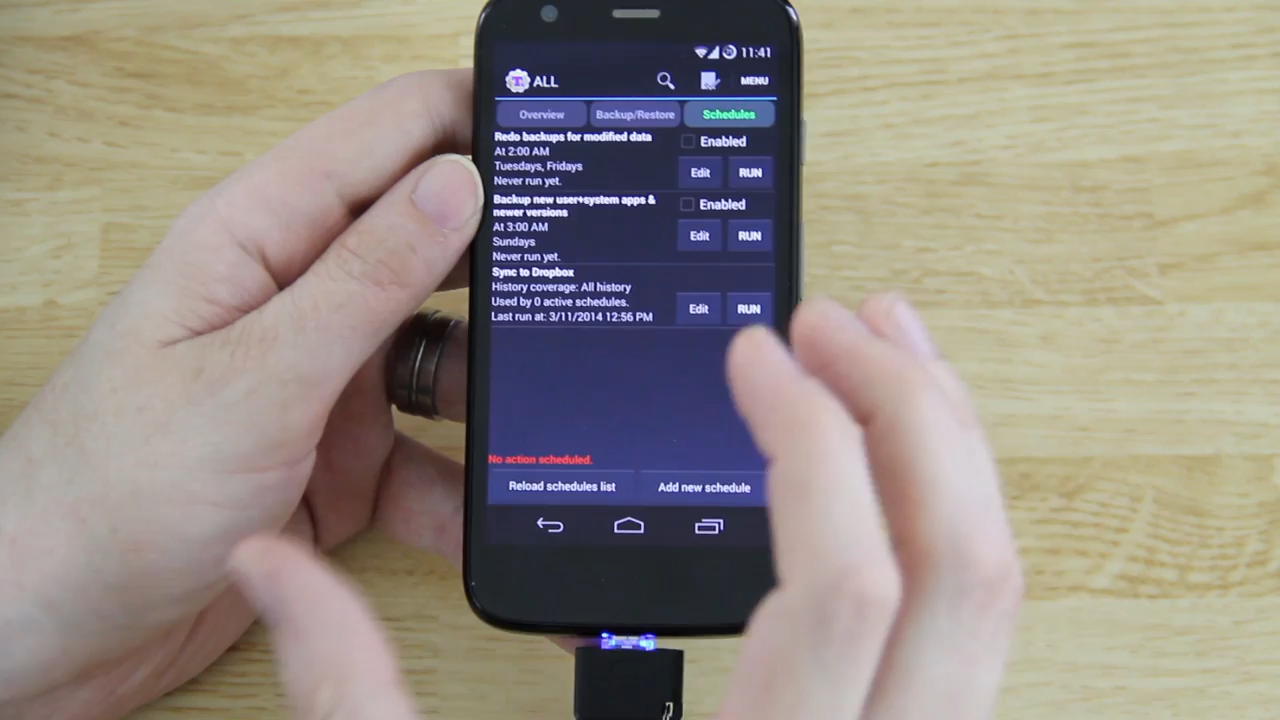 11:41
ALL
MENU
Overview
Backup/Restore
Schedules
Redo backups for modified data
At 2:00 AM
Tuesdays, Fridays
Never run yet.
Enabled
Edit
RUN
Backup new user+system apps &
newer versions
At 3:00 AM
Sundays
Never run yet.
Enabled
Edit
RUN
Sync to Dropbox
History coverage: All history
Used by 0 active schedules.
Last run at: 3/11/2014 12:56 PM
Edit
RUN
No action scheduled.
Reload schedules list
Add new schedule